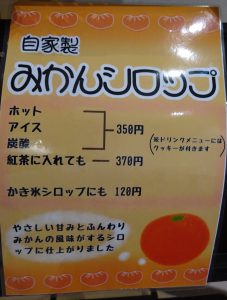 自家製
みかんシロップ
ホット
アイス
炭酸
350円
紅茶に入れても ― 370円
(※ドリンクメニューには
クッキーが付きます)
かき氷シロップにも 120円
やさしい甘みとふんわり
みかんの風味がするシロ
ップに仕上がりました